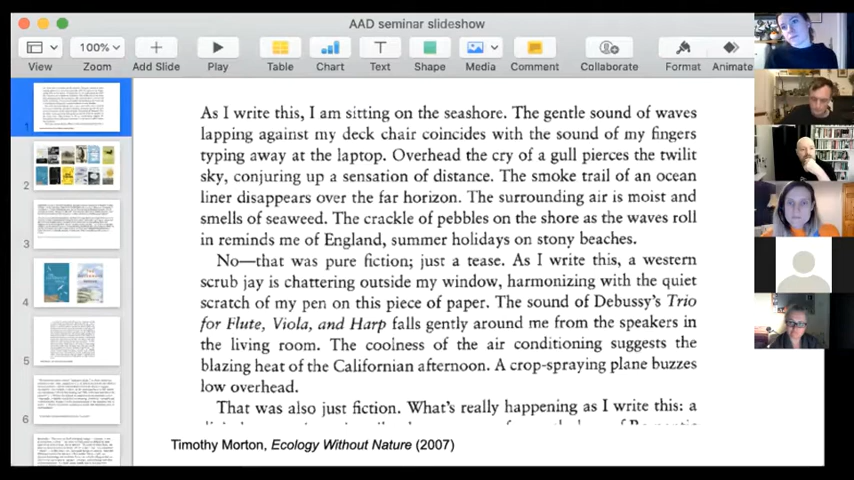 AAD seminar slideshow
100%
View
Zoom
Add Slide
Play
Table
Chart
Text
Shape
Media
Comment
Collaborate
Format
Animate
1
2
3
4
5
6
As I write this, I am sitting on the seashore. The gentle sound of waves
lapping against my deck chair coincides with the sound of my fingers
typing away at the laptop. Overhead the cry of a gull pierces the twilit
sky, conjuring up a sensation of distance. The smoke trail of an ocean
liner disappears over the far horizon. The surrounding air is moist and
smells of seaweed. The crackle of pebbles on the shore as the waves roll
in reminds me of England, summer holidays on stony beaches.
No—that was pure fiction; just a tease. As I write this, a western
scrub jay is chattering outside my window, harmonizing with the quiet
scratch of my pen on this piece of paper. The sound of Debussy's Trio
for Flute, Viola, and Harp falls gently around me from the speakers in
the living room. The coolness of the air conditioning suggests the
blazing heat of the Californian afternoon. A crop-spraying plane buzzes
low overhead.
That was also just fiction. What's really happening as I write this: a
Timothy Morton, Ecology Without Nature (2007)